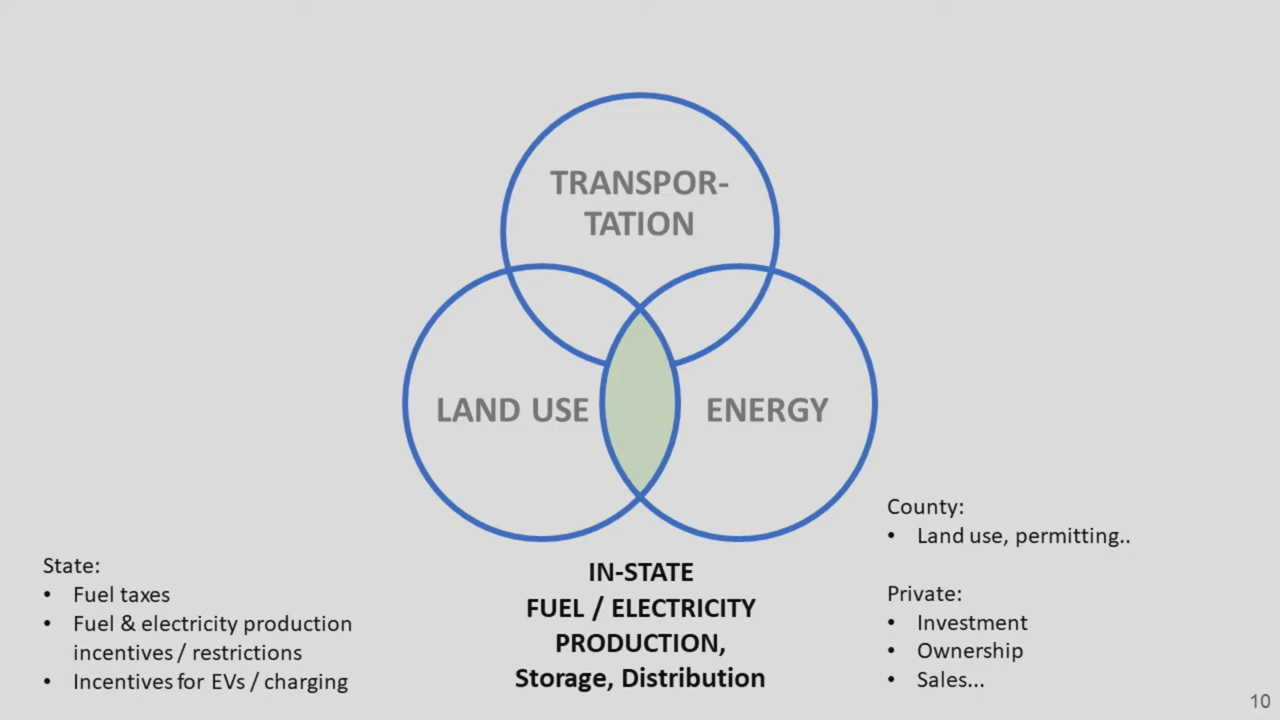 TRANSPOR-
TATION
LAND USE
ENERGY
IN-STATE
FUEL / ELECTRICITY
PRODUCTION,
Storage, Distribution
State:
• Fuel taxes
• Fuel & electricity production
incentives / restrictions
• Incentives for EVs / charging
County:
• Land use, permitting..
Private:
• Investment
• Ownership
• Sales...
10